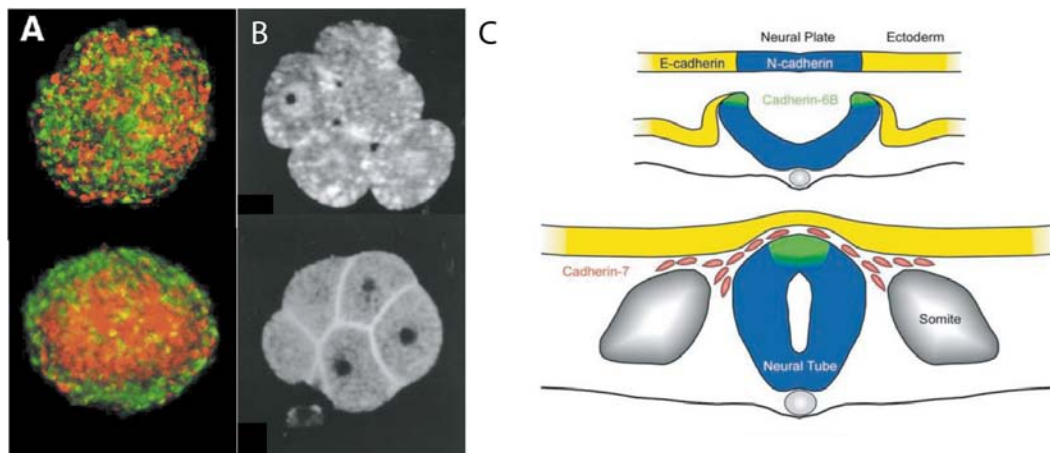 A
B
C
Neural Plate
Ectoderm
E-cadherin
N-cadherin
Cadherin-6B
Cadherin-7
Somite
Neural Tube